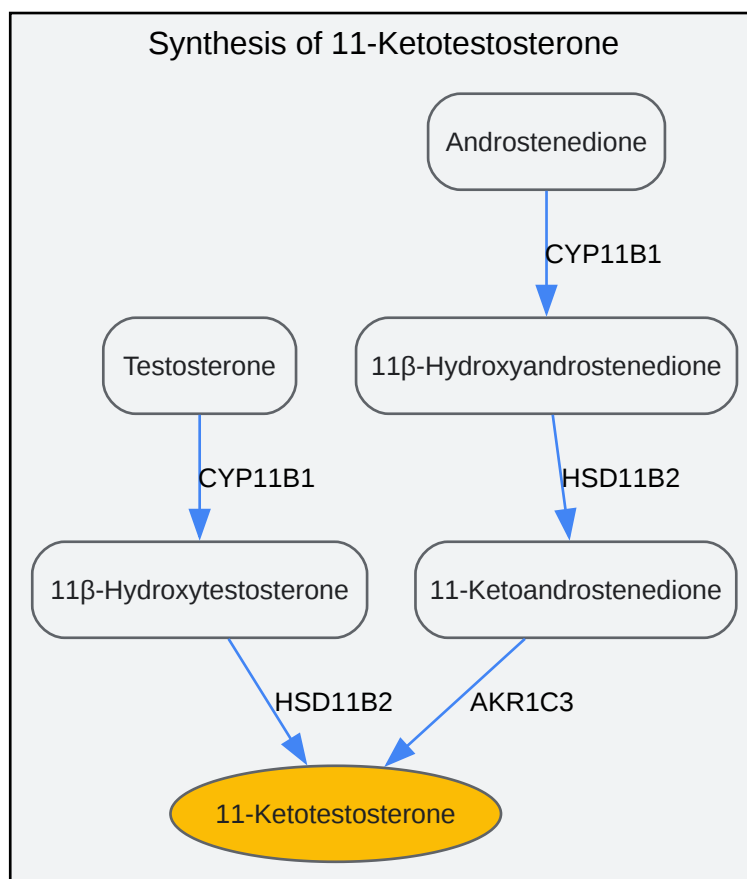 Synthesis of 11-Ketotestosterone
Androstenedione
CYP11B1
Testosterone
11β-Hydroxyandrostenedione
CYP11B1
HSD11B2
11β-Hydroxytestosterone
11-Ketoandrostenedione
HSD11B2
AKR1C3
11-Ketotestosterone